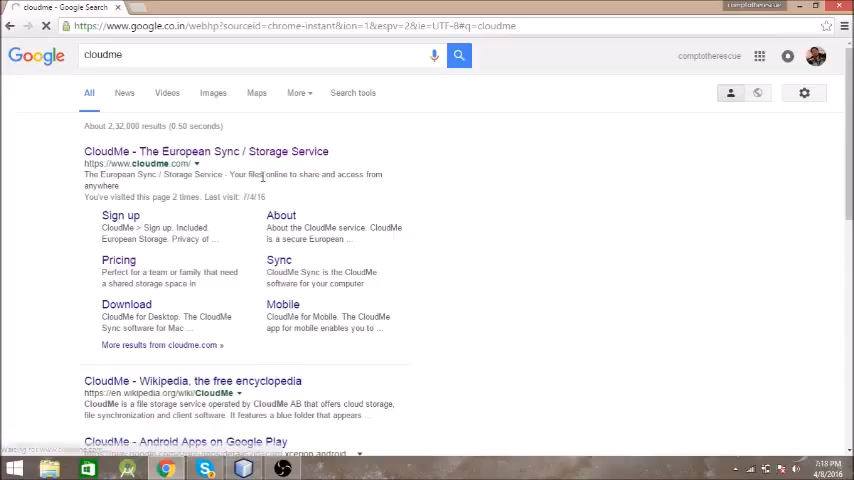 cloudme - Google Search
comptotherescue
https://www.google.co.in/webhp?sourceid=chrome-instant&ion=1&espv=2&ie=UTF-8#q=cloudme
Google
cloudme
comptotherescue
All News Videos Images Maps More Search tools
About 2,32,000 results (0.50 seconds)
CloudMe - The European Sync / Storage Service
https://www.cloudme.com/
The European Sync / Storage Service - Your files online to share and access from
anywhere
You've visited this page 2 times. Last visit: 7/4/16
Sign up
CloudMe > Sign up. Included.
European Storage. Privacy of ...
About
About the CloudMe service. CloudMe
is a secure European ...
Pricing
Perfect for a team or family that need
a shared storage space in
Sync
CloudMe Sync is the CloudMe
software for your computer
Download
CloudMe for Desktop. The CloudMe
Sync software for Mac ...
Mobile
CloudMe for Mobile. The CloudMe
app for mobile enables you to ...
More results from cloudme.com »
CloudMe - Wikipedia, the free encyclopedia
https://en.wikipedia.org/wiki/CloudMe
CloudMe is a file storage service operated by CloudMe AB that offers cloud storage,
file synchronization and client software. It features a blue folder that appears ...
CloudMe - Android Apps on Google Play
Waiting for www.cloudme.com...
7:18 PM
4/8/2016